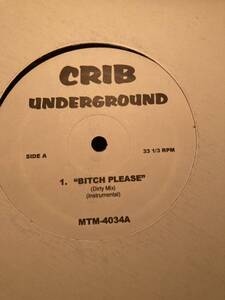 CRIB
UNDERGROUND
SIDE A
33 1/3 RPM
1. "BITCH PLEASE"
(Dirty Mix)
(Instrumental)
MTM-4034A